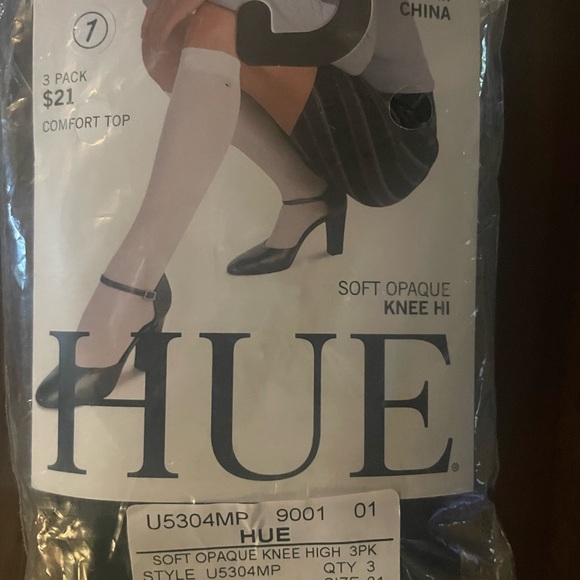 CHINA
1
3 PACK
$21
COMFORT TOP
SOFT OPAQUE
KNEE HI
HUE
U5304MP 9001 01
HUE
SOFT OPAQUE KNEE HIGH 3PK
STYLE U5304MP QTY 3